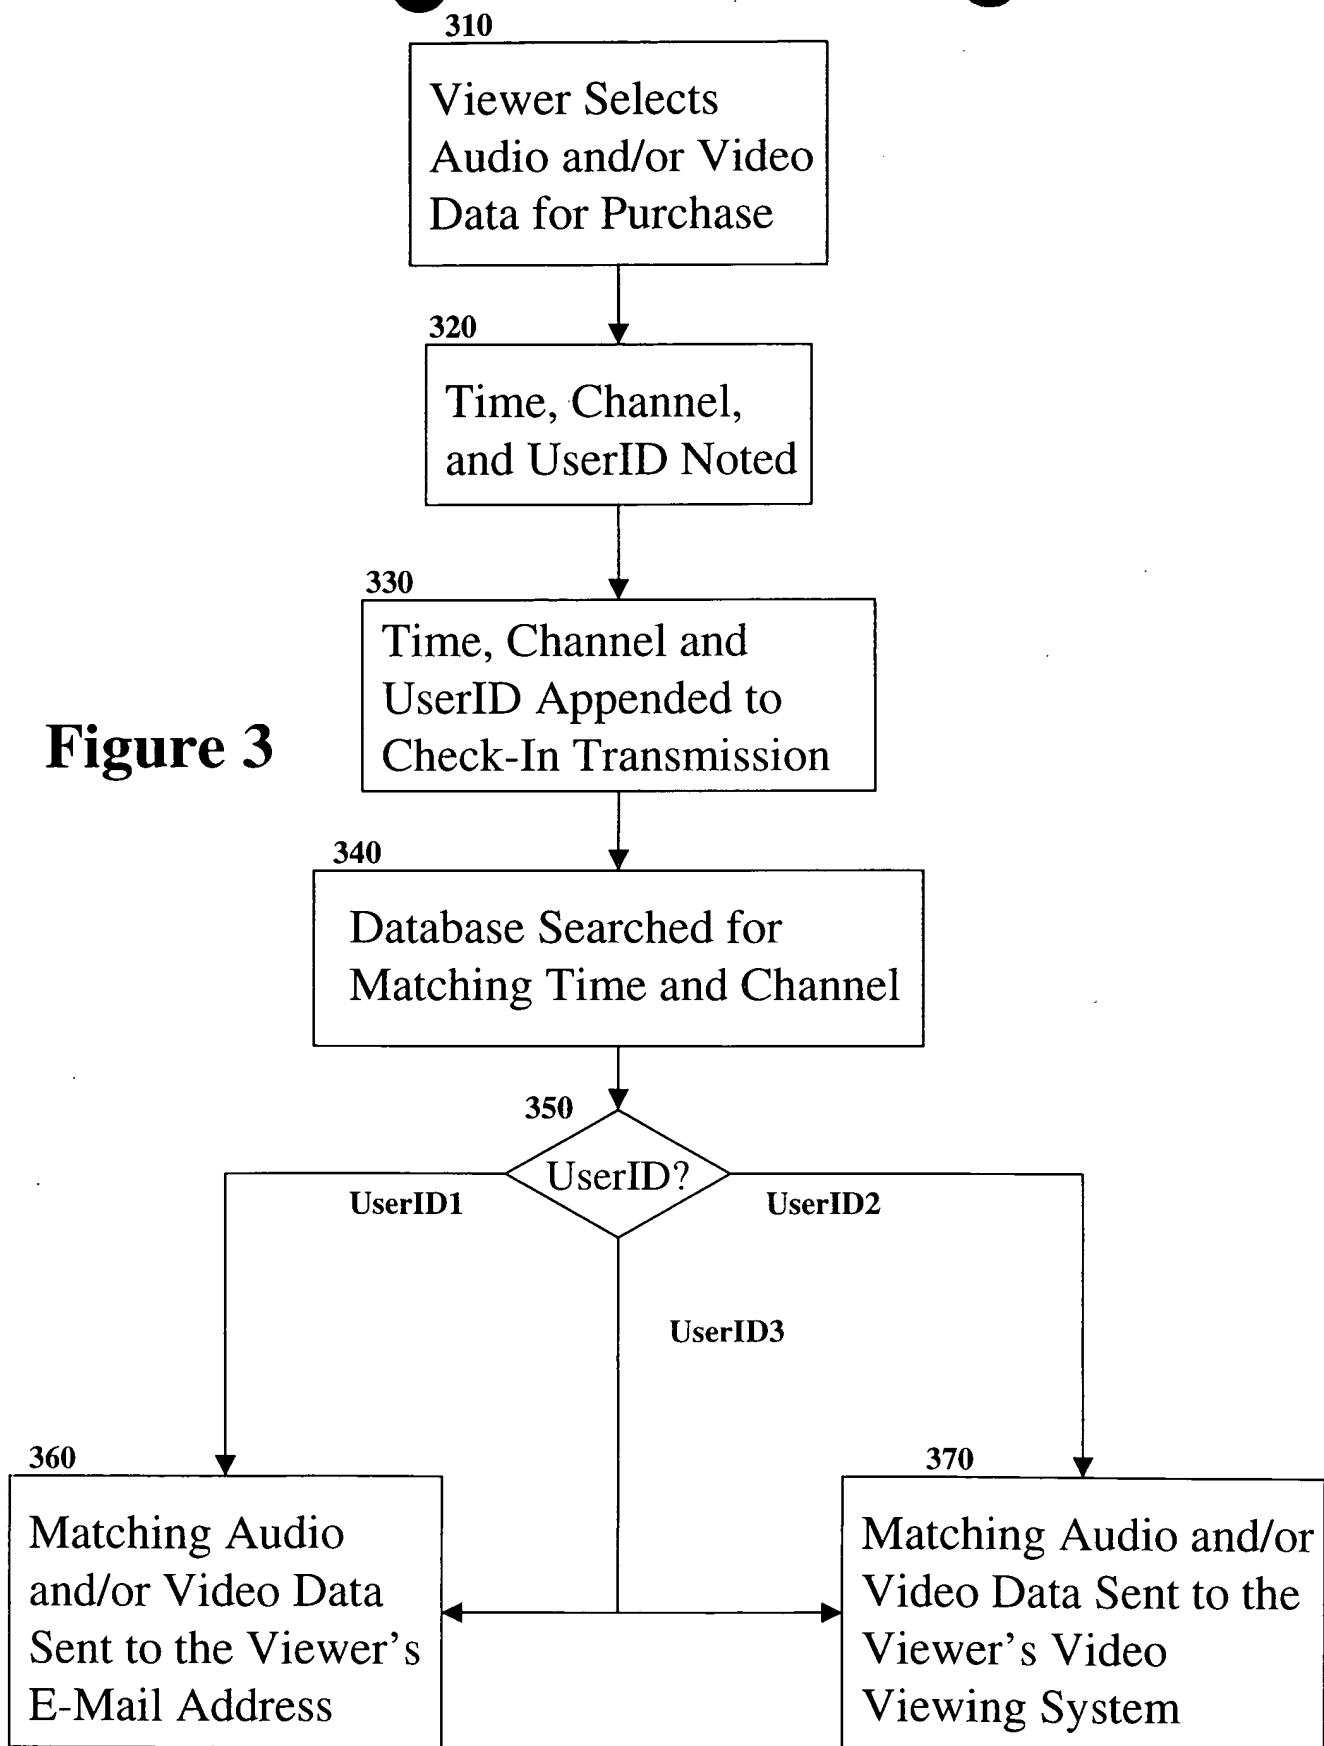 310
Viewer Selects
Audio and/or Video
Data for Purchase
320
Time, Channel,
and UserID Noted
330
Time, Channel and
UserID Appended to
Check-In Transmission
Figure 3
340
Database Searched for
Matching Time and Channel
350
UserID?
UserID1
UserID2
UserID3
360
Matching Audio
and/or Video Data
Sent to the Viewer's
E-Mail Address
370
Matching Audio and/or
Video Data Sent to the
Viewer's Video
Viewing System